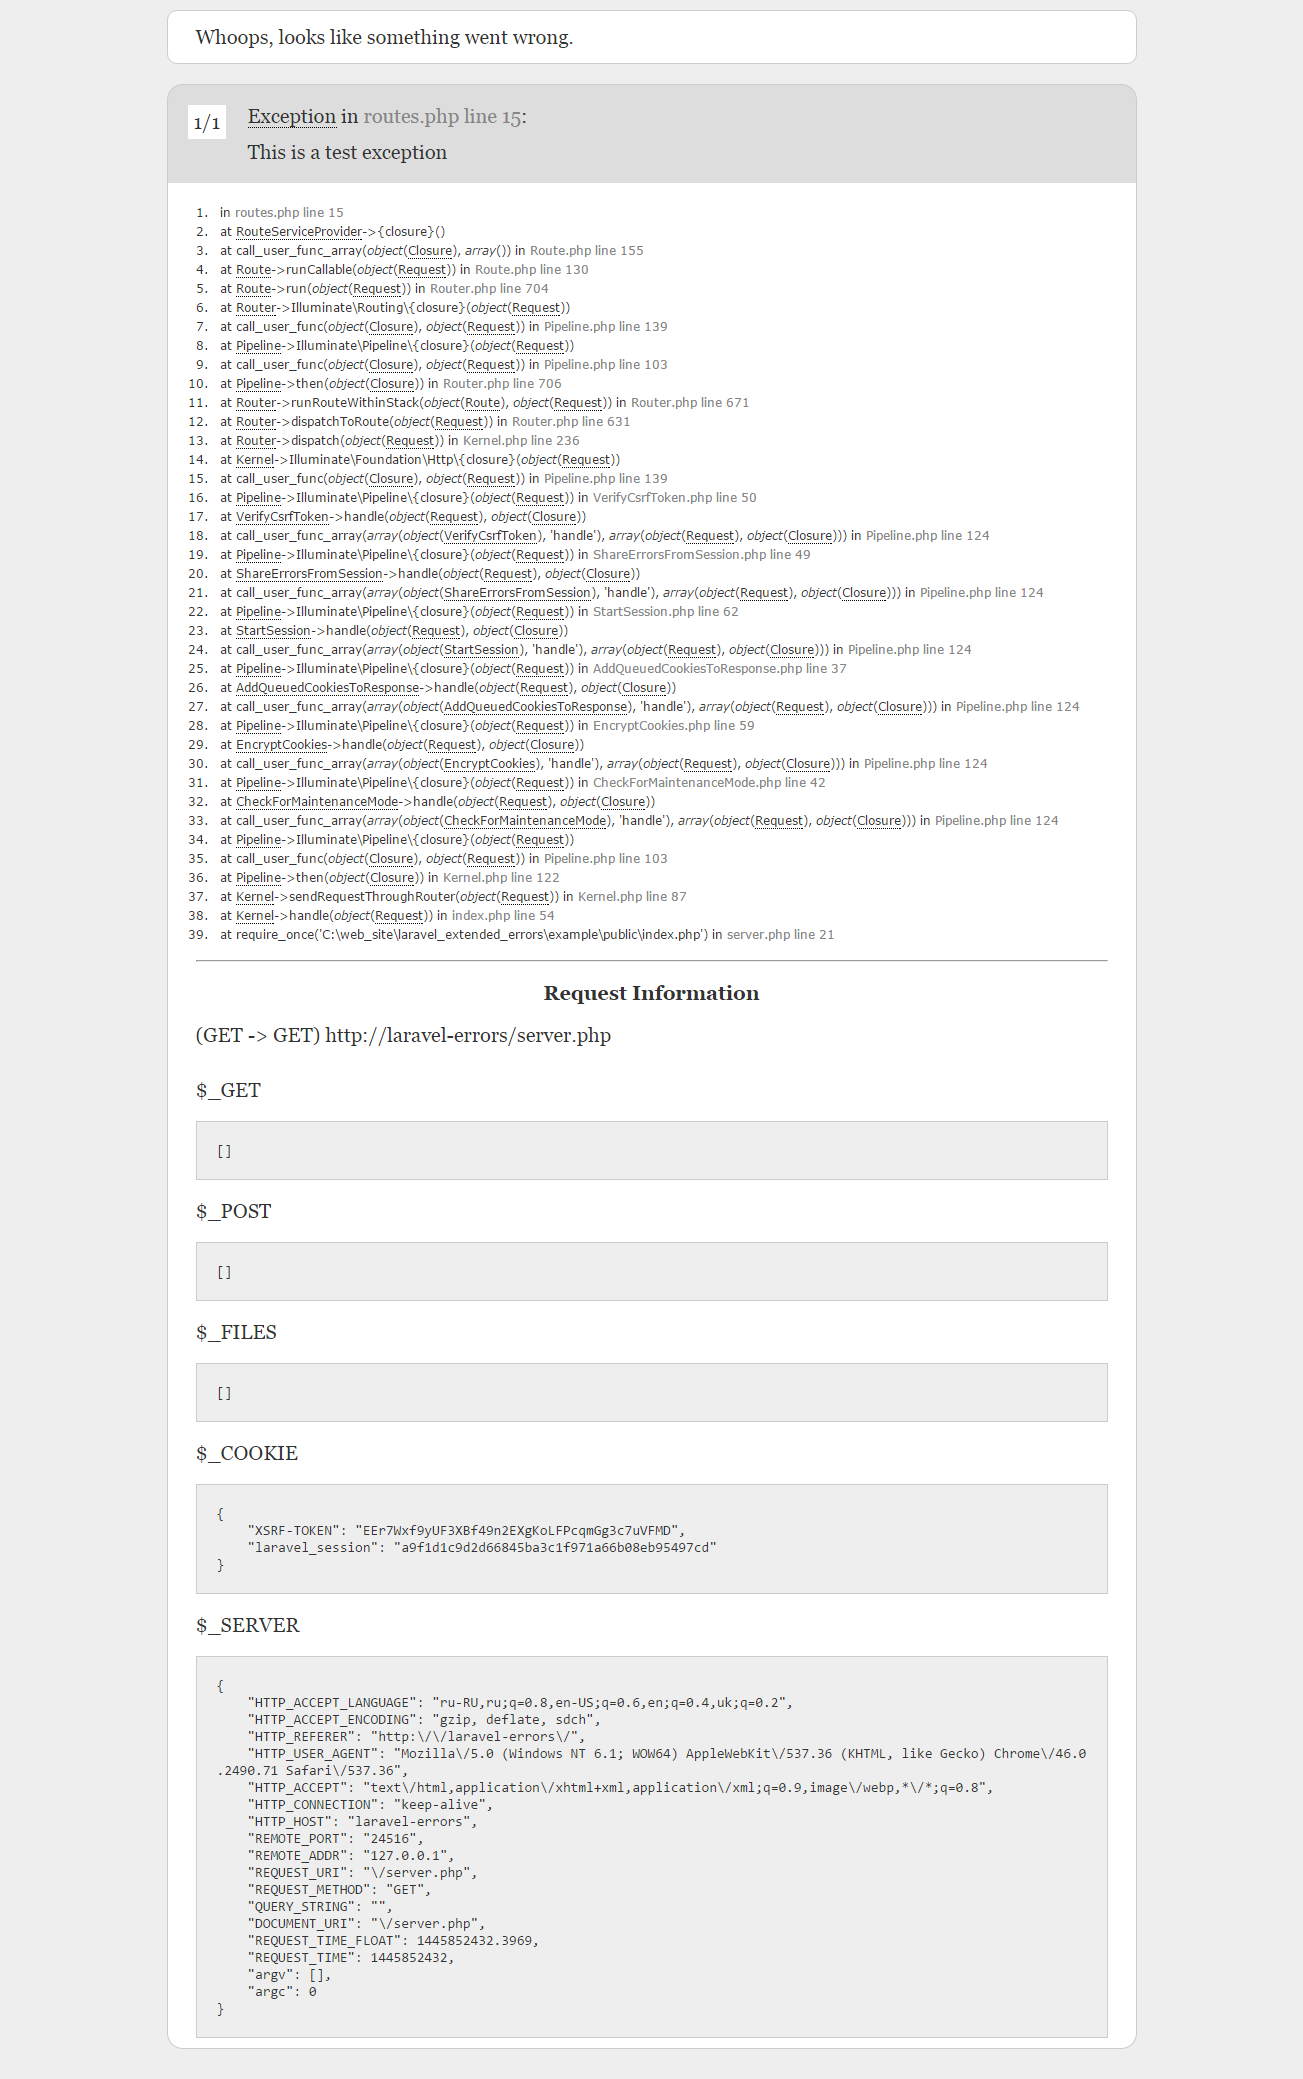 Whoops, looks like something went wrong.
1/1
Exception in routes.php line 15:
This is a test exception
1. in routes.php line 15
2. at RouteServiceProvider->{closure}()
3. at call_user_func_array(object(Closure), array()) in Route.php line 155
4. at Route->runCallable(object(Request)) in Route.php line 130
5. at Route->run(object(Request)) in Router.php line 704
6. at Router->Illuminate\Routing\{closure}(object(Request))
7. at call_user_func(object(Closure), object(Request)) in Pipeline.php line 139
8. at Pipeline->Illuminate\Pipeline\{closure}(object(Request))
9. at call_user_func(object(Closure), object(Request)) in Pipeline.php line 103
10. at Pipeline->then(object(Closure)) in Router.php line 706
11. at Router->runRouteWithinStack(object(Route), object(Request)) in Router.php line 671
12. at Router->dispatchToRoute(object(Request)) in Router.php line 631
13. at Router->dispatch(object(Request)) in Kernel.php line 236
14. at Kernel->Illuminate\Foundation\Http\{closure}(object(Request))
15. at call_user_func(object(Closure), object(Request)) in Pipeline.php line 139
16. at Pipeline->Illuminate\Pipeline\{closure}(object(Request)) in VerifyCsrfToken.php line 50
17. at VerifyCsrfToken->handle(object(Request), object(Closure))
18. at call_user_func_array(array(object(VerifyCsrfToken), 'handle'), array(object(Request), object(Closure))) in Pipeline.php line 124
19. at Pipeline->Illuminate\Pipeline\{closure}(object(Request)) in ShareErrorsFromSession.php line 49
20. at ShareErrorsFromSession->handle(object(Request), object(Closure))
21. at call_user_func_array(array(object(ShareErrorsFromSession), 'handle'), array(object(Request), object(Closure))) in Pipeline.php line 124
22. at Pipeline->Illuminate\Pipeline\{closure}(object(Request)) in StartSession.php line 62
23. at StartSession->handle(object(Request), object(Closure))
24. at call_user_func_array(array(object(StartSession), 'handle'), array(object(Request), object(Closure))) in Pipeline.php line 124
25. at Pipeline->Illuminate\Pipeline\{closure}(object(Request)) in AddQueuedCookiesToResponse.php line 37
26. at AddQueuedCookiesToResponse->handle(object(Request), object(Closure))
27. at call_user_func_array(array(object(AddQueuedCookiesToResponse), 'handle'), array(object(Request), object(Closure))) in Pipeline.php line 124
28. at Pipeline->Illuminate\Pipeline\{closure}(object(Request)) in EncryptCookies.php line 59
29. at EncryptCookies->handle(object(Request), object(Closure))
30. at call_user_func_array(array(object(EncryptCookies), 'handle'), array(object(Request), object(Closure))) in Pipeline.php line 124
31. at Pipeline->Illuminate\Pipeline\{closure}(object(Request)) in CheckForMaintenanceMode.php line 42
32. at CheckForMaintenanceMode->handle(object(Request), object(Closure))
33. at call_user_func_array(array(object(CheckForMaintenanceMode), 'handle'), array(object(Request), object(Closure))) in Pipeline.php line 124
34. at Pipeline->Illuminate\Pipeline\{closure}(object(Request))
35. at call_user_func(object(Closure), object(Request)) in Pipeline.php line 103
36. at Pipeline->then(object(Closure)) in Kernel.php line 122
37. at Kernel->sendRequestThroughRouter(object(Request)) in Kernel.php line 87
38. at Kernel->handle(object(Request)) in index.php line 54
39. at require_once('C:\web_site\laravel_extended_errors\example\public\index.php') in server.php line 21
Request Information
(GET -> GET) http://laravel-errors/server.php
$_GET
[]
$_POST
[]
$_FILES
[]
$_COOKIE
{
"XSRF-TOKEN": "EEr7Wxf9yUF3XBf49n2EXgKoLFPcqmGg3c7uVFMD",
"laravel_session": "a9f1d1c9d2d66845ba3c1f971a66b08eb95497cd"
}
$_SERVER
{
"HTTP_ACCEPT_LANGUAGE": "ru-RU,ru;q=0.8,en-US;q=0.6,en;q=0.4,uk;q=0.2",
"HTTP_ACCEPT_ENCODING": "gzip, deflate, sdch",
"HTTP_REFERER": "http:\/\/laravel-errors\/",
"HTTP_USER_AGENT": "Mozilla\/5.0 (Windows NT 6.1; WOW64) AppleWebKit\/537.36 (KHTML, like Gecko) Chrome\/46.0
.2490.71 Safari\/537.36",
"HTTP_ACCEPT": "text\/html,application\/xhtml+xml,application\/xml;q=0.9,image\/webp,*\/*;q=0.8",
"HTTP_CONNECTION": "keep-alive",
"HTTP_HOST": "laravel-errors",
"REMOTE_PORT": "24516",
"REMOTE_ADDR": "127.0.0.1",
"REQUEST_URI": "\/server.php",
"REQUEST_METHOD": "GET",
"QUERY_STRING": "",
"DOCUMENT_URI": "\/server.php",
"REQUEST_TIME_FLOAT": 1445852432.3969,
"REQUEST_TIME": 1445852432,
"argv": [],
"argc": 0
}